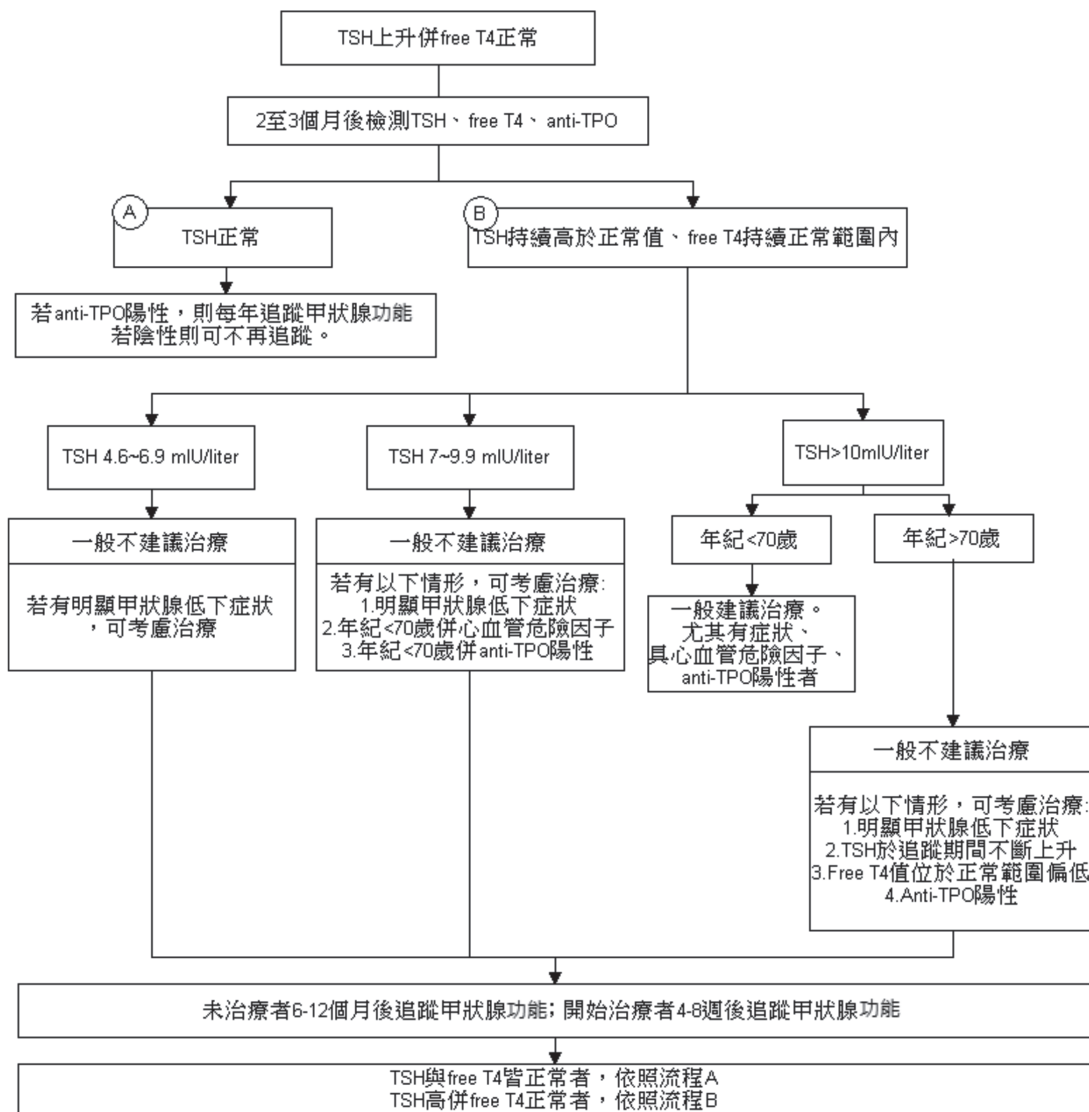 TSH上升併free T4正常
2至3個月後檢測TSH、free T4、anti-TPO
A
TSH正常
B
TSH持續高於正常值、free T4持續正常範圍內
若anti-TPO陽性，則每年追蹤甲狀腺功能
若陰性則可不再追蹤。
TSH 4.6~6.9 mIU/liter
TSH 7~9.9 mIU/liter
TSH>10mIU/liter
一般不建議治療
若有明顯甲狀腺低下症狀
，可考慮治療
一般不建議治療
若有以下情形，可考慮治療:
1.明顯甲狀腺低下症狀
2.年紀<70歲併心血管危險因子
3.年紀<70歲併anti-TPO陽性
年紀<70歲
年紀>70歲
一般建議治療。
尤其有症狀、
具心血管危險因子、
anti-TPO陽性者
一般不建議治療
若有以下情形，可考慮治療:
1.明顯甲狀腺低下症狀
2.TSH於追蹤期間不斷上升
3.Free T4值位於正常範圍偏低
4.Anti-TPO陽性
未治療者6-12個月後追蹤甲狀腺功能; 開始治療者4-8週後追蹤甲狀腺功能
TSH與free T4皆正常者，依照流程A
TSH高併free T4正常者，依照流程B